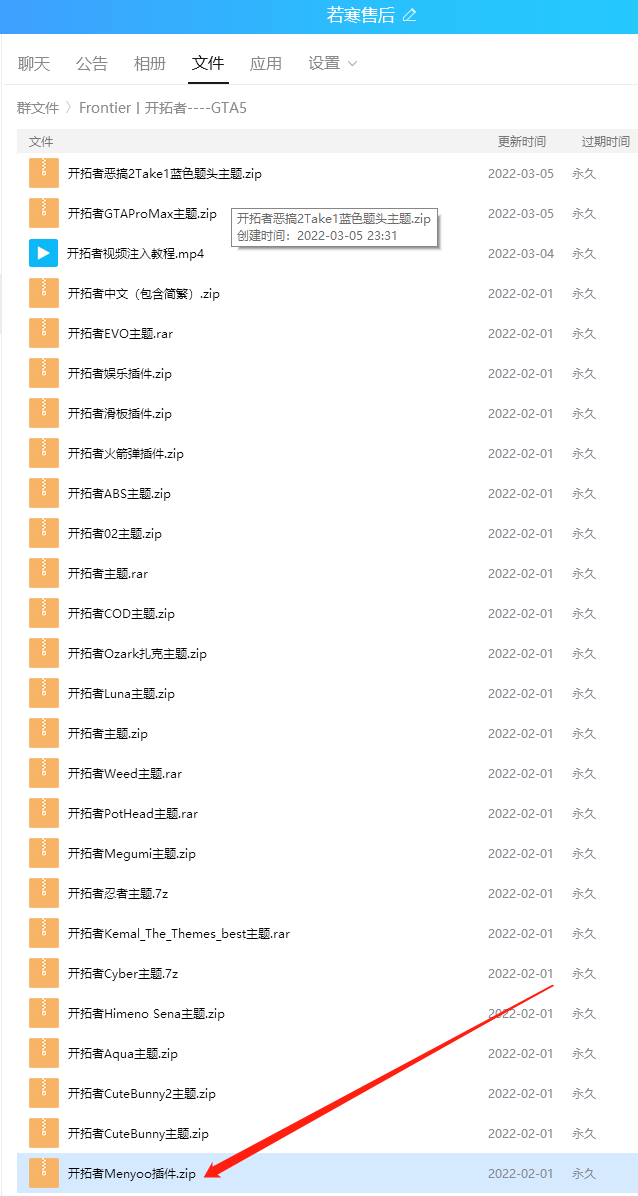 若寒售后
聊天 公告 相册 文件 应用 设置
群文件 〉Frontier丨开拓者----GTA5
文件 更新时间 过期时间
开拓者恶搞2Take1蓝色题头主题.zip 2022-03-05 永久
开拓者GTAProMax主题.zip 2022-03-05 永久
开拓者恶搞2Take1蓝色题头主题.zip
创建时间：2022-03-05 23:31
开拓者视频注入教程.mp4 2022-03-04 永久
开拓者中文（包含简繁）.zip 2022-02-01 永久
开拓者EVO主题.rar 2022-02-01 永久
开拓者娱乐插件.zip 2022-02-01 永久
开拓者滑板插件.zip 2022-02-01 永久
开拓者火箭弹插件.zip 2022-02-01 永久
开拓者ABS主题.zip 2022-02-01 永久
开拓者02主题.zip 2022-02-01 永久
开拓者主题.rar 2022-02-01 永久
开拓者COD主题.zip 2022-02-01 永久
开拓者Ozark扎克主题.zip 2022-02-01 永久
开拓者Luna主题.zip 2022-02-01 永久
开拓者主题.zip 2022-02-01 永久
开拓者Weed主题.rar 2022-02-01 永久
开拓者PotHead主题.rar 2022-02-01 永久
开拓者Megumi主题.zip 2022-02-01 永久
开拓者忍者主题.7z 2022-02-01 永久
开拓者Kemal_The_Themes_best主题.rar 2022-02-01 永久
开拓者Cyber主题.7z 2022-02-01 永久
开拓者Himeno Sena主题.zip 2022-02-01 永久
开拓者Aqua主题.zip 2022-02-01 永久
开拓者CuteBunny2主题.zip 2022-02-01 永久
开拓者CuteBunny主题.zip 2022-02-01 永久
开拓者Menyoo插件.zip 2022-02-01 永久